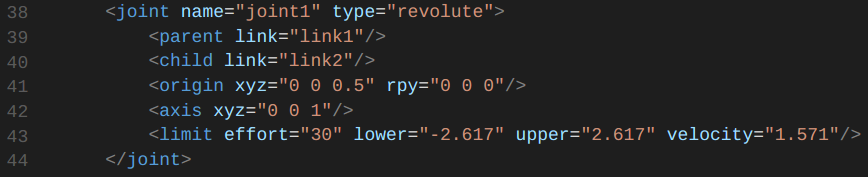 38 <joint name="joint1" type="revolute">
39 <parent link="link1"/>
40 <child link="link2"/>
41 <origin xyz="0 0 0.5" rpy="0 0 0"/>
42 <axis xyz="0 0 1"/>
43 <limit effort="30" lower="-2.617" upper="2.617" velocity="1.571"/>
44 </joint>